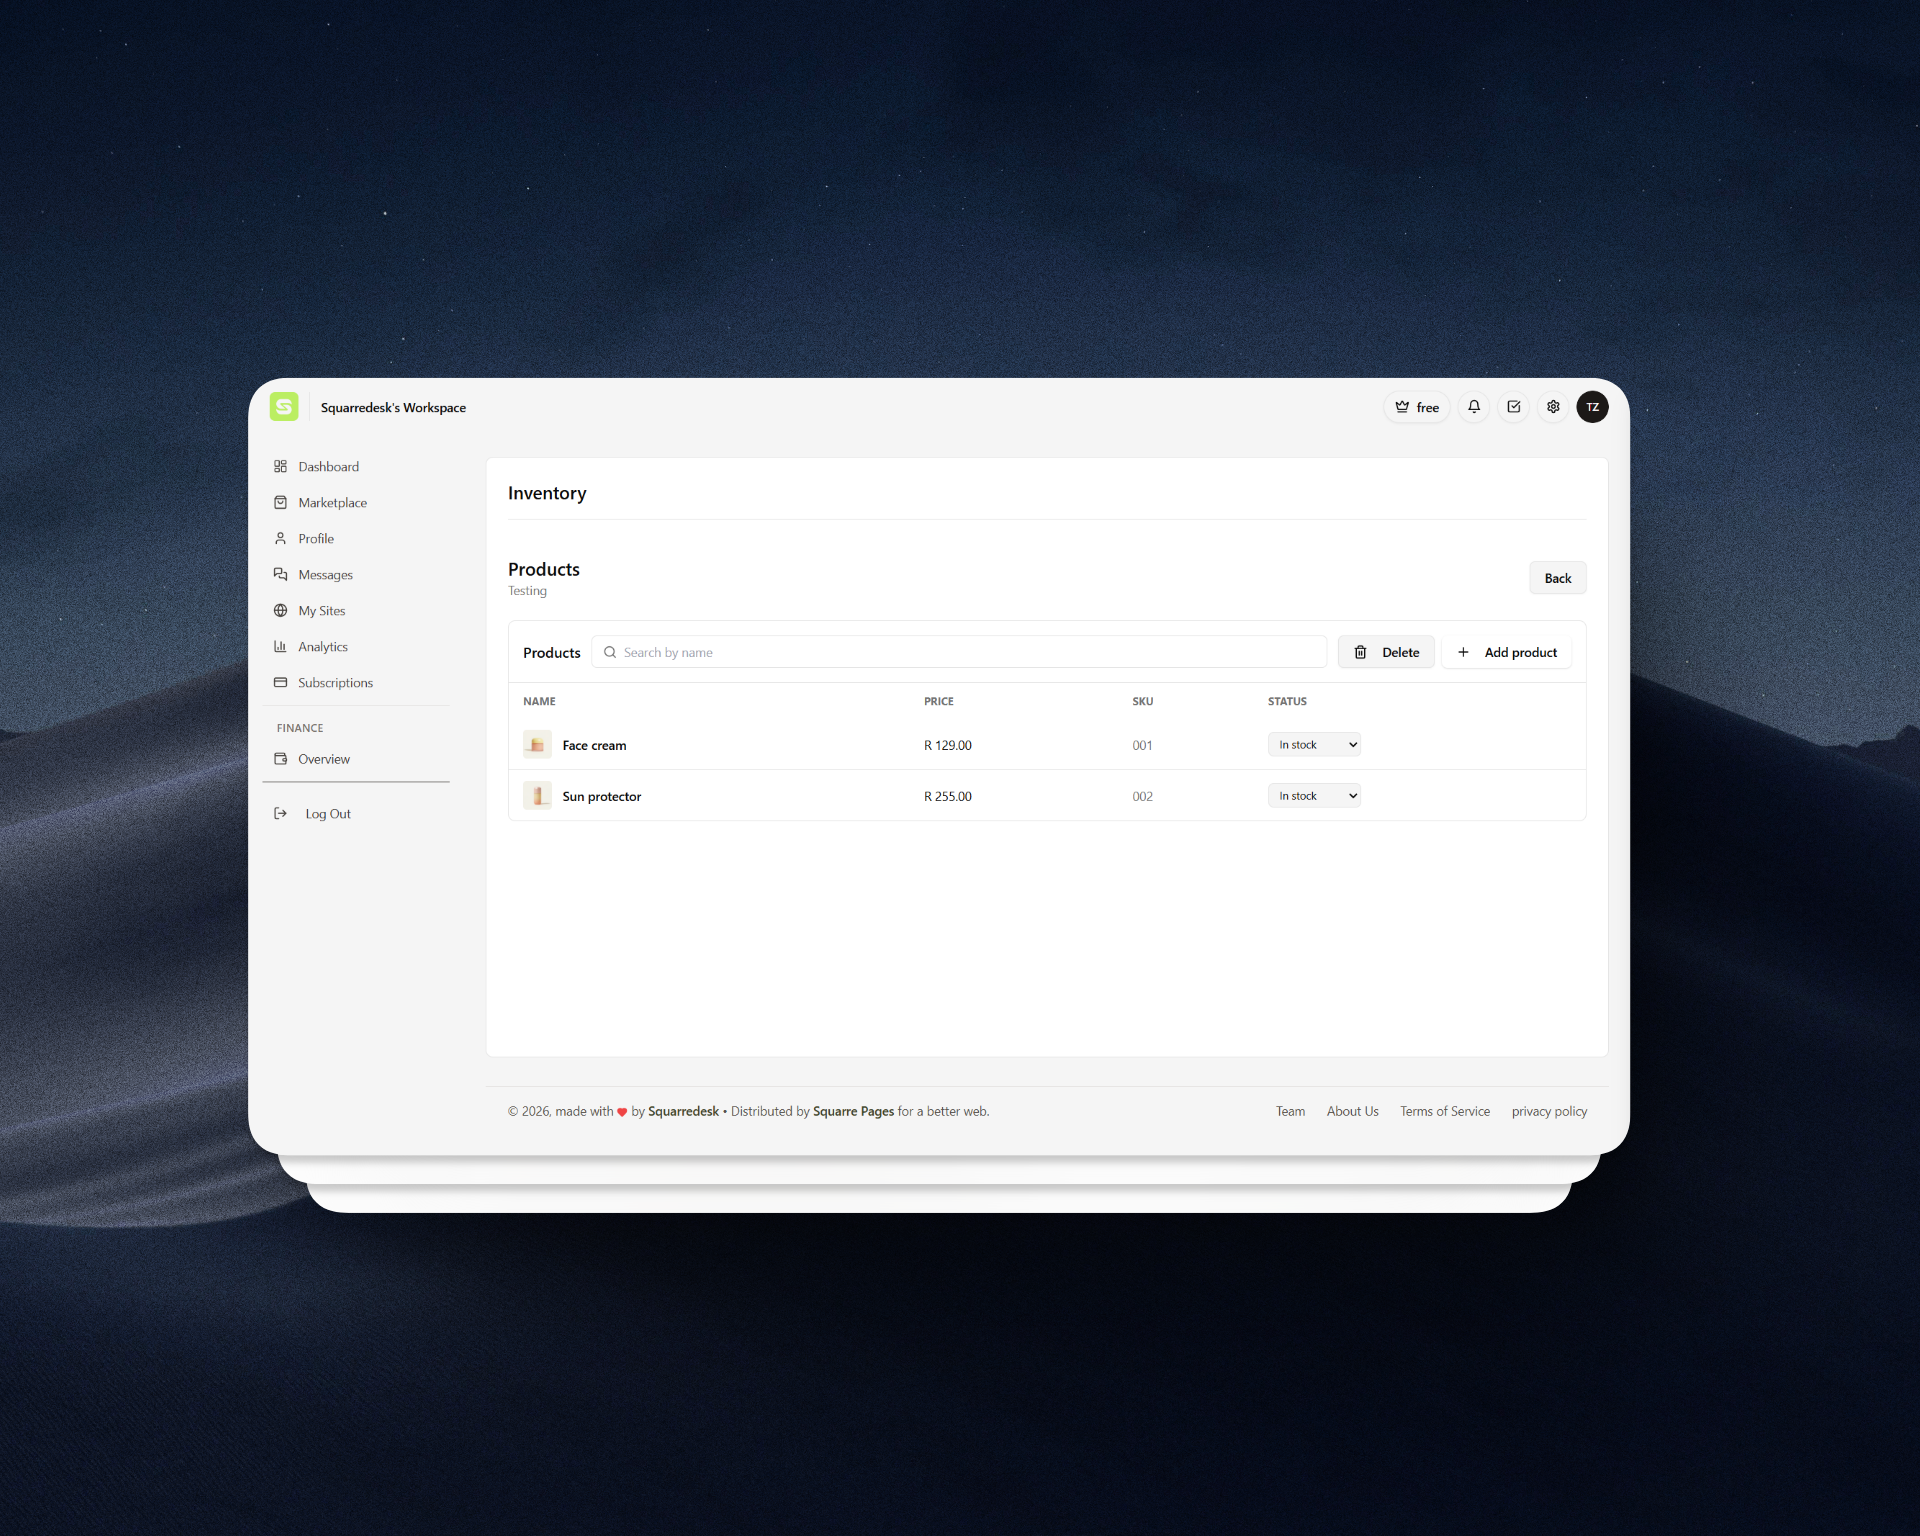 Squarredesk's Workspace
free
TZ
Dashboard
Marketplace
Profile
Messages
My Sites
Analytics
Subscriptions
FINANCE
Overview
Log Out
Inventory
Products
Testing
Back
Products
Search by name
Delete
Add product
NAME PRICE SKU STATUS
Face cream R 129.00 001 In stock
Sun protector R 255.00 002 In stock
© 2026, made with ❤ by Squarredesk • Distributed by Squarre Pages for a better web.
Team About Us Terms of Service privacy policy